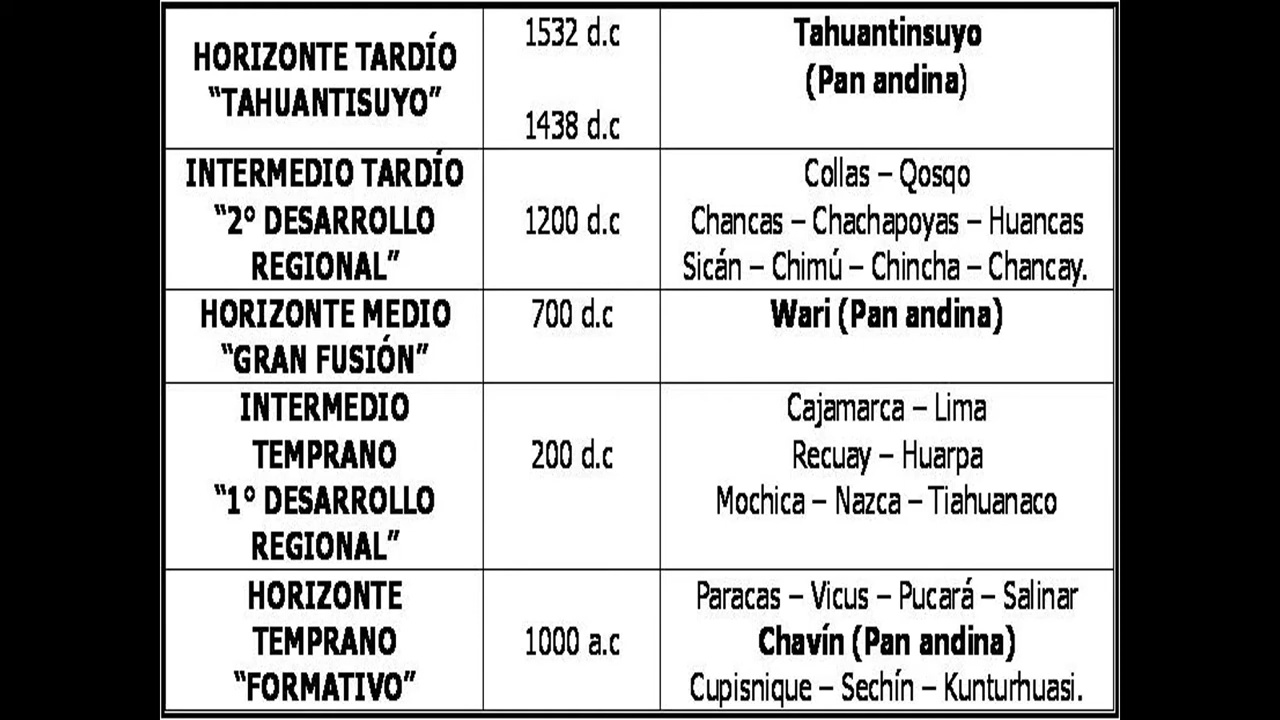 HORIZONTE TARDÍO
“TAHUANTISUYO”
1532 d.c
1438 d.c
Tahuantinsuyo
(Pan andina)
INTERMEDIO TARDÍO
“2º DESARROLLO
REGIONAL”
1200 d.c
Collas – Qosqo
Chancas – Chachapoyas – Huancas
Sicán – Chimú – Chincha – Chancay.
HORIZONTE MEDIO
“GRAN FUSIÓN”
700 d.c
Wari (Pan andina)
INTERMEDIO
TEMPRANO
“1º DESARROLLO
REGIONAL”
200 d.c
Cajamarca – Lima
Recuay – Huarpa
Mochica – Nazca – Tiahuanaco
HORIZONTE
TEMPRANO
“FORMATIVO”
1000 a.c
Paracas – Vicus – Pucará – Salinar
Chavín (Pan andina)
Cupisnique – Sechín – Kunturhuasi.